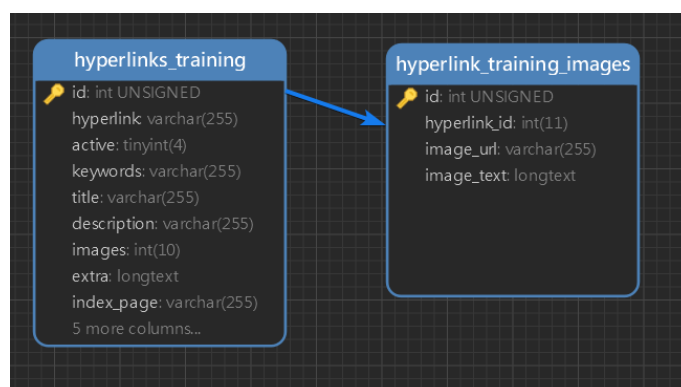 hyperlinks_training
id: int UNSIGNED
hyperlink: varchar(255)
active: tinyint(4)
keywords: varchar(255)
title: varchar(255)
description: varchar(255)
images: int(10)
extra: longtext
index_page: varchar(255)
5 more columns...
hyperlink_training_images
id: int UNSIGNED
hyperlink_id: int(11)
image_url: varchar(255)
image_text: longtext